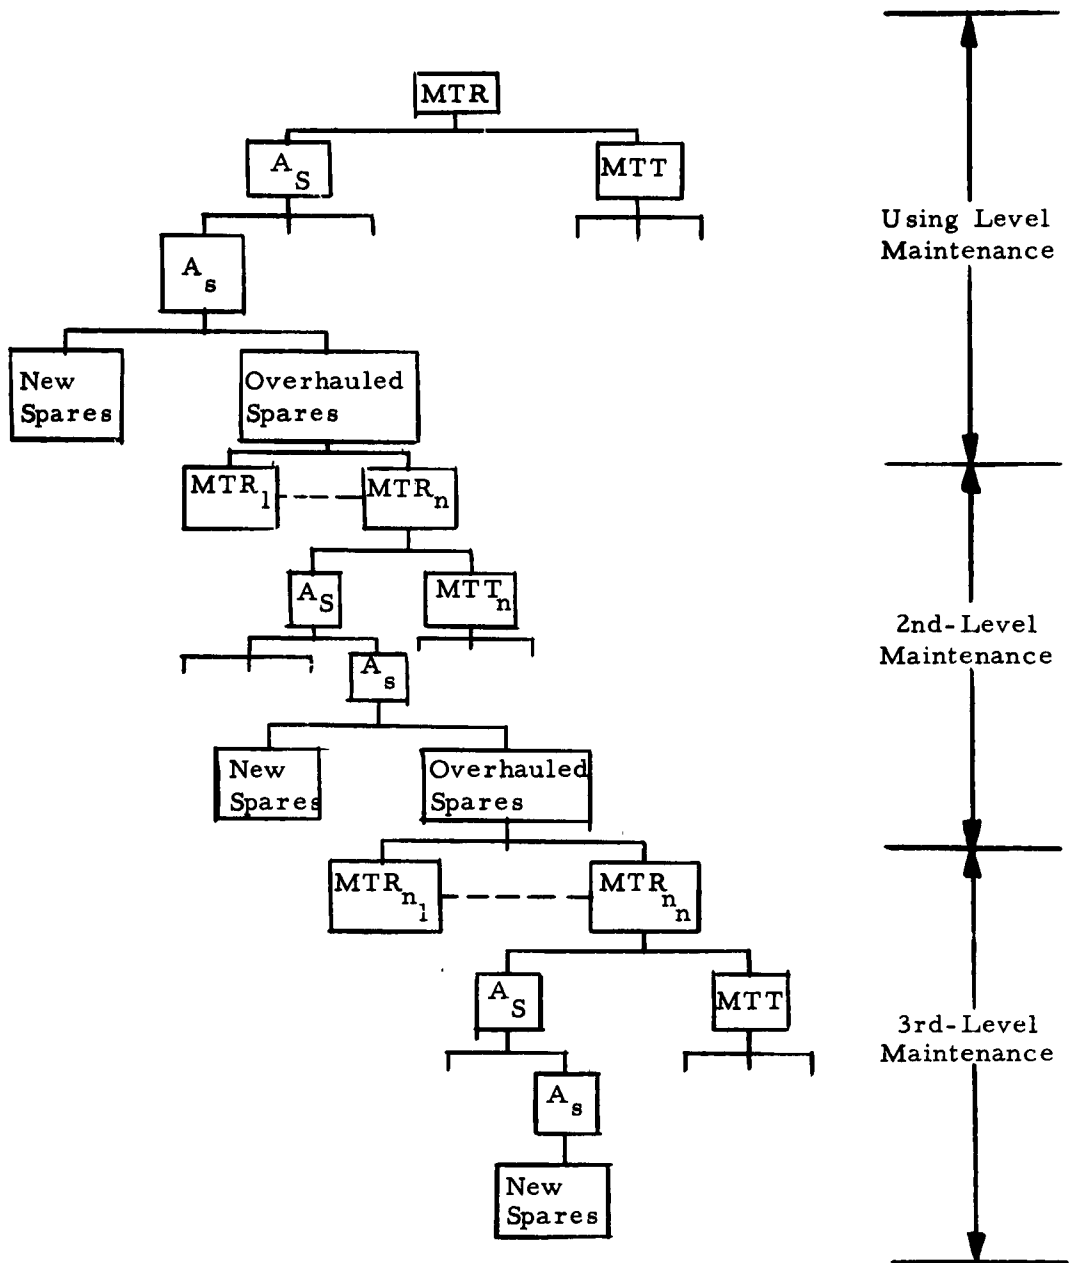 MTR
A_S
MTT
A_s
Using Level
Maintenance
New
Spares
Overhauled
Spares
MTR_1
MTR_n
A_S
MTT_n
A_s
2nd-Level
Maintenance
New
Spares
Overhauled
Spares
MTR_n_1
MTR_n_n
A_S
MTT
3rd-Level
Maintenance
A_s
New
Spares